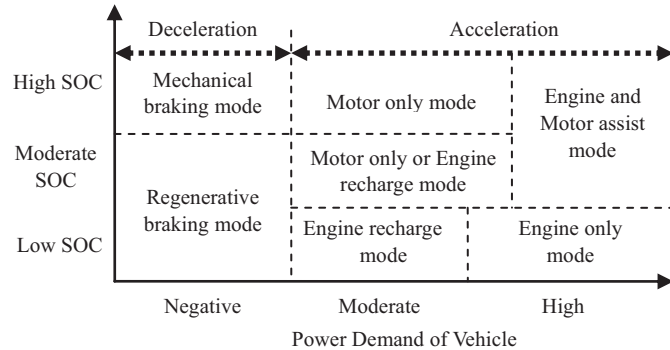 Deceleration
Acceleration
High SOC
Mechanical
braking mode
Motor only mode
Engine and
Motor assist
mode
Moderate
SOC
Motor only or Engine
recharge mode
Regenerative
braking mode
Low SOC
Engine recharge
mode
Engine only
mode
Negative
Moderate
High
Power Demand of Vehicle